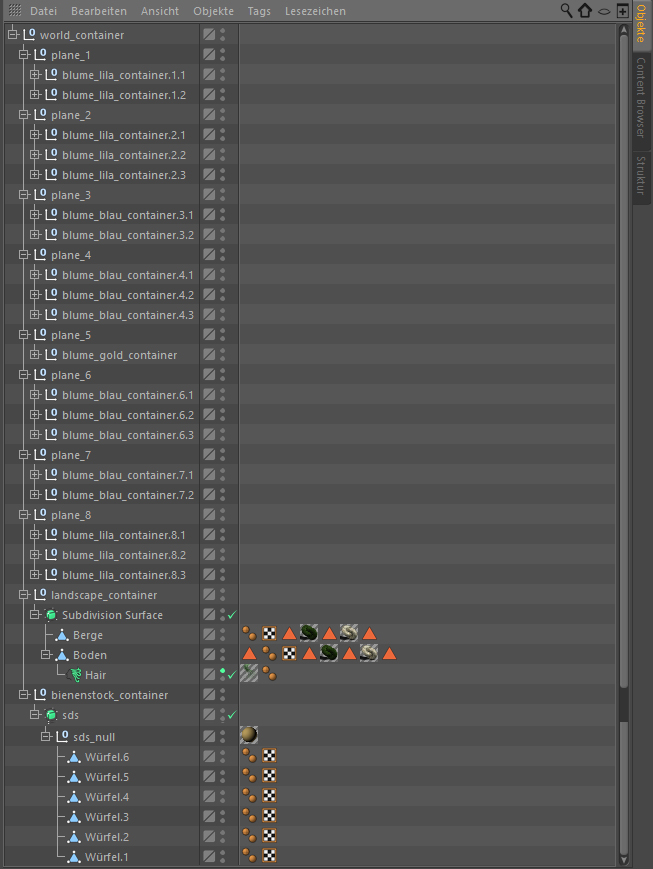 Datei Bearbeiten Ansicht Objekte Tags Lesezeichen
world_container
plane_1
blume_lila_container.1.1
blume_lila_container.1.2
plane_2
blume_lila_container.2.1
blume_lila_container.2.2
blume_lila_container.2.3
plane_3
blume_blau_container.3.1
blume_blau_container.3.2
plane_4
blume_blau_container.4.1
blume_blau_container.4.2
blume_blau_container.4.3
plane_5
blume_gold_container
plane_6
blume_blau_container.6.1
blume_blau_container.6.2
blume_blau_container.6.3
plane_7
blume_blau_container.7.1
blume_blau_container.7.2
plane_8
blume_lila_container.8.1
blume_lila_container.8.2
blume_lila_container.8.3
landscape_container
Subdivision Surface
Berge
Boden
Hair
bienenstock_container
sds
sds_null
Würfel.6
Würfel.5
Würfel.4
Würfel.3
Würfel.2
Würfel.1
Objekte
Content Browser
Struktur